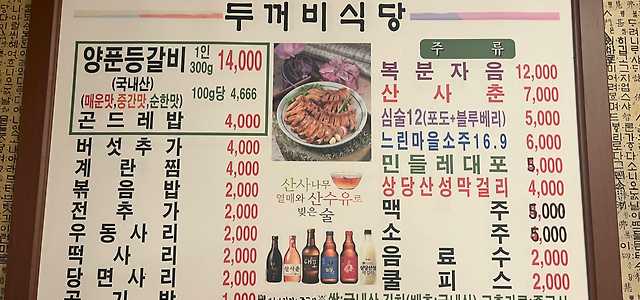 두꺼비식당
양푼등갈비 1인 300g 14,000
(국내산)
(매운맛,중간맛,순한맛) 100g당 4,666
곤드레밥 4,000
버섯추가 4,000
계란찜 4,000
볶음밥 2,000
전추가 2,000
우동사리 2,000
떡사리 2,000
당면사리 2,000
산사나무
열매와 산수유로
빚은 술
주류
복분자음 12,000
산사춘 7,000
심술12(포도+블루베리) 5,000
느린마을소주16.9 6,000
민들레대포 5,000
상당산성막걸리 4,000
맥주 5,000
소주 5,000
음료수 2,000
쿨피스 2,000